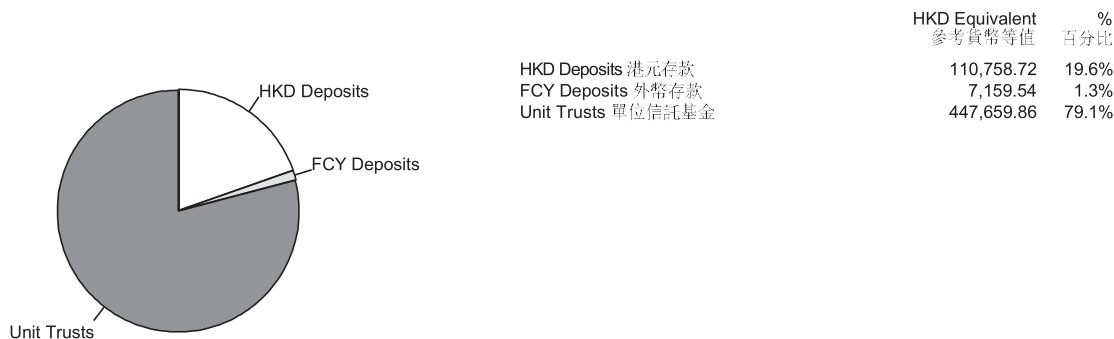 HKD Equivalent %
參考貨幣等值 百分比
HKD Deposits 港元存款 110,758.72 19.6%
FCY Deposits 外幣存款 7,159.54 1.3%
Unit Trusts 單位信託基金 447,659.86 79.1%
HKD Deposits
FCY Deposits
Unit Trusts